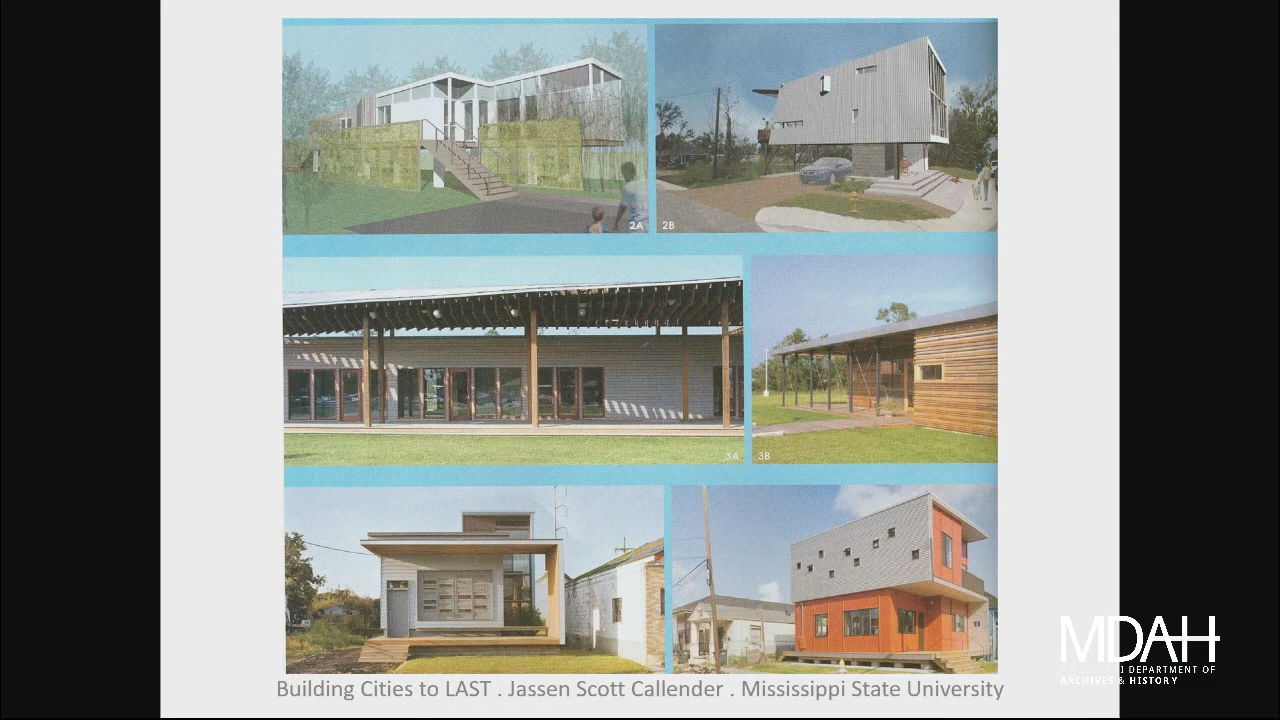 2A
2B
3A
3B
MDAH
DEPARTMENT OF
ARCHIVES & HISTORY
Building Cities to LAST . Jassen Scott Callender . Mississippi State University